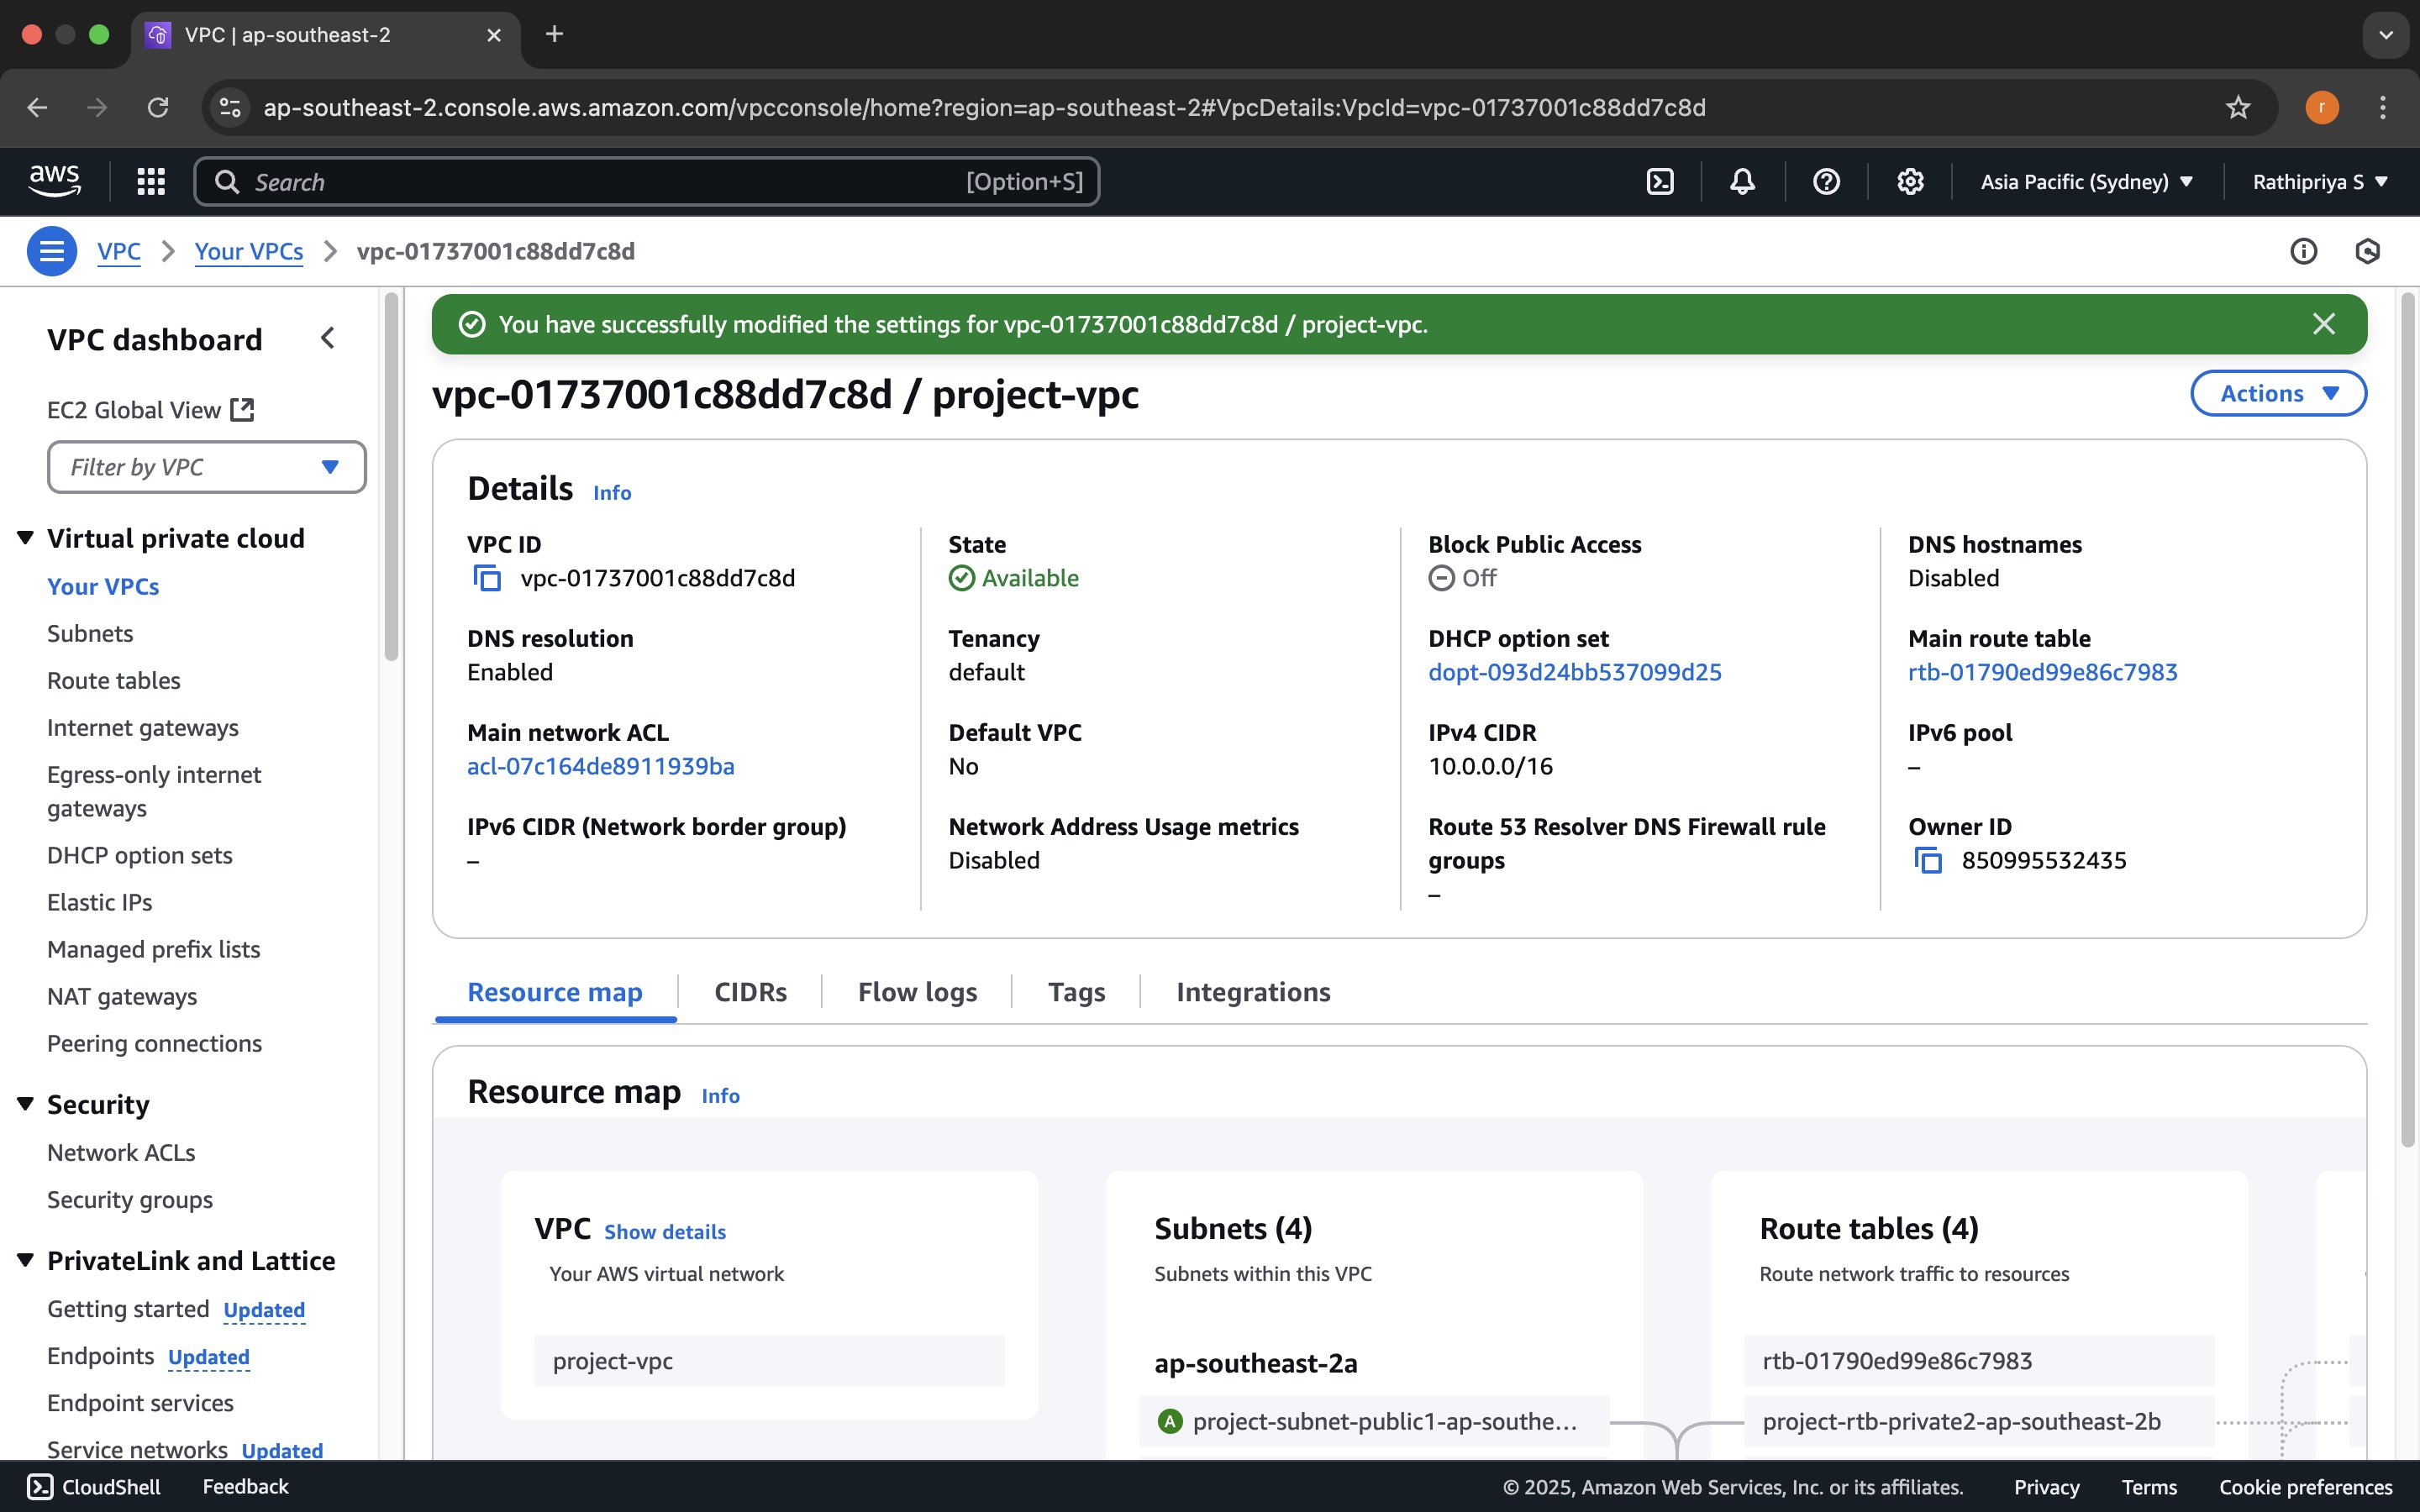 VPC | ap-southeast-2
ap-southeast-2.console.aws.amazon.com/vpcconsole/home?region=ap-southeast-2#VpcDetails:VpcId=vpc-01737001c88dd7c8d
r
aws
Search
[Option+S]
Asia Pacific (Sydney)
Rathipriya S
VPC
Your VPCs
vpc-01737001c88dd7c8d
VPC dashboard
EC2 Global View
Filter by VPC
Virtual private cloud
Your VPCs
Subnets
Route tables
Internet gateways
Egress-only internet
gateways
DHCP option sets
Elastic IPs
Managed prefix lists
NAT gateways
Peering connections
Security
Network ACLs
Security groups
PrivateLink and Lattice
Getting started Updated
Endpoints Updated
Endpoint services
Service networks Updated
You have successfully modified the settings for vpc-01737001c88dd7c8d / project-vpc.
vpc-01737001c88dd7c8d / project-vpc
Actions
Details Info
VPC ID
vpc-01737001c88dd7c8d
State
Available
Block Public Access
Off
DNS hostnames
Disabled
DNS resolution
Enabled
Tenancy
default
DHCP option set
dopt-093d24bb537099d25
Main route table
rtb-01790ed99e86c7983
Main network ACL
acl-07c164de8911939ba
Default VPC
No
IPv4 CIDR
10.0.0.0/16
IPv6 pool
–
IPv6 CIDR (Network border group)
–
Network Address Usage metrics
Disabled
Route 53 Resolver DNS Firewall rule
groups
–
Owner ID
850995532435
Resource map
CIDRs
Flow logs
Tags
Integrations
Resource map Info
VPC Show details
Your AWS virtual network
project-vpc
Subnets (4)
Subnets within this VPC
ap-southeast-2a
A project-subnet-public1-ap-southe...
Route tables (4)
Route network traffic to resources
rtb-01790ed99e86c7983
project-rtb-private2-ap-southeast-2b
CloudShell
Feedback
© 2025, Amazon Web Services, Inc. or its affiliates.
Privacy
Terms
Cookie preferences